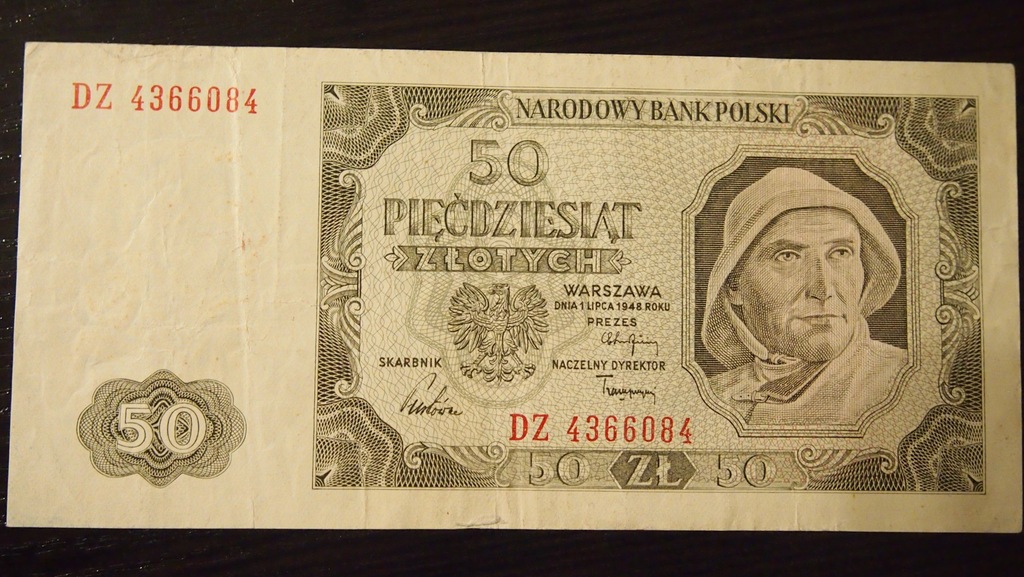 DZ 4366084
NARODOWY BANK POLSKI
50
PIĘĆDZIESIĄT
ZŁOTYCH
WARSZAWA
DNIA 1 LIPCA 1948 ROKU
PREZES
SKARBNIK
NACZELNY DYREKTOR
DZ 4366084
50
50 ZŁ 50